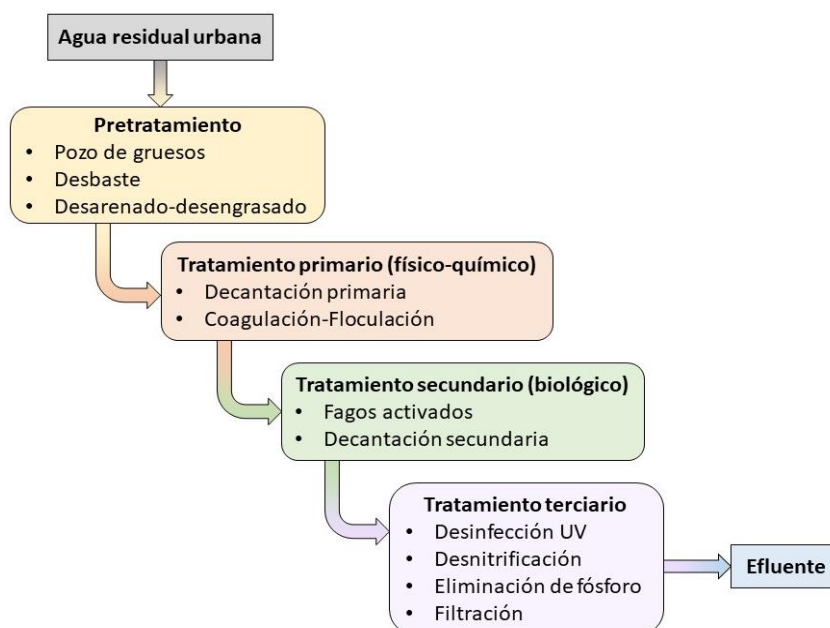 Agua residual urbana
Pretratamiento
• Pozo de gruesos
• Desbaste
• Desarenado-desengrasado
Tratamiento primario (físico-químico)
• Decantación primaria
• Coagulación-Floculación
Tratamiento secundario (biológico)
• Fagos activados
• Decantación secundaria
Tratamiento terciario
• Desinfección UV
• Desnitrificación
• Eliminación de fósforo
• Filtración
Efluente